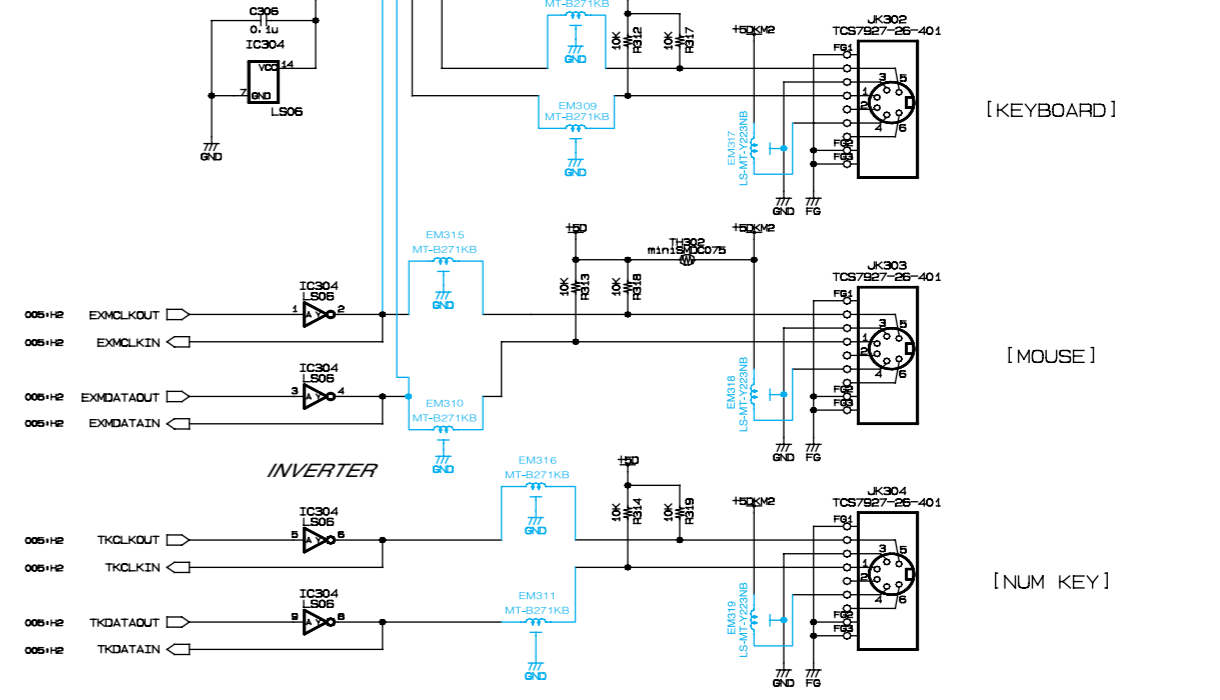 C306
0.1u
IC304
VCC 14
7 GND
LS06
GND
MT-B271KB
GND
EM309
MT-B271KB
GND
10K
R312
10K
R317
+5DKM2
EM317
LS-MT-Y223NB
GND
FG
JK302
TCS7927-26-401
FG1
3
5
1
2
4
6
FG2
FG3
[KEYBOARD]
EM315
MT-B271KB
GND
+5D
10K
R313
10K
R318
TH302
miniSMDC075
+5DKM2
JK303
TCS7927-26-401
FG1
3
5
1
2
4
6
FG2
FG3
[MOUSE]
005:H2 EXMCLKOUT
IC304
LS06
1 A Y 2
005:H2 EXMCLKIN
005:H2 EXMDATAOUT
IC304
LS06
3 A Y 4
005:H2 EXMDATAIN
EM310
MT-B271KB
GND
EM318
LS-MT-Y223NB
GND
FG
INVERTER
EM316
MT-B271KB
GND
+5D
10K
R314
10K
R319
+5DKM2
JK304
TCS7927-26-401
FG1
3
5
1
2
4
6
FG2
FG3
[NUM KEY]
005:H2 TKCLKOUT
IC304
LS06
5 A Y 6
005:H2 TKCLKIN
005:H2 TKDATAOUT
IC304
LS06
9 A Y 8
005:H2 TKDATAIN
EM311
MT-B271KB
GND
EM319
LS-MT-Y223NB
GND
FG